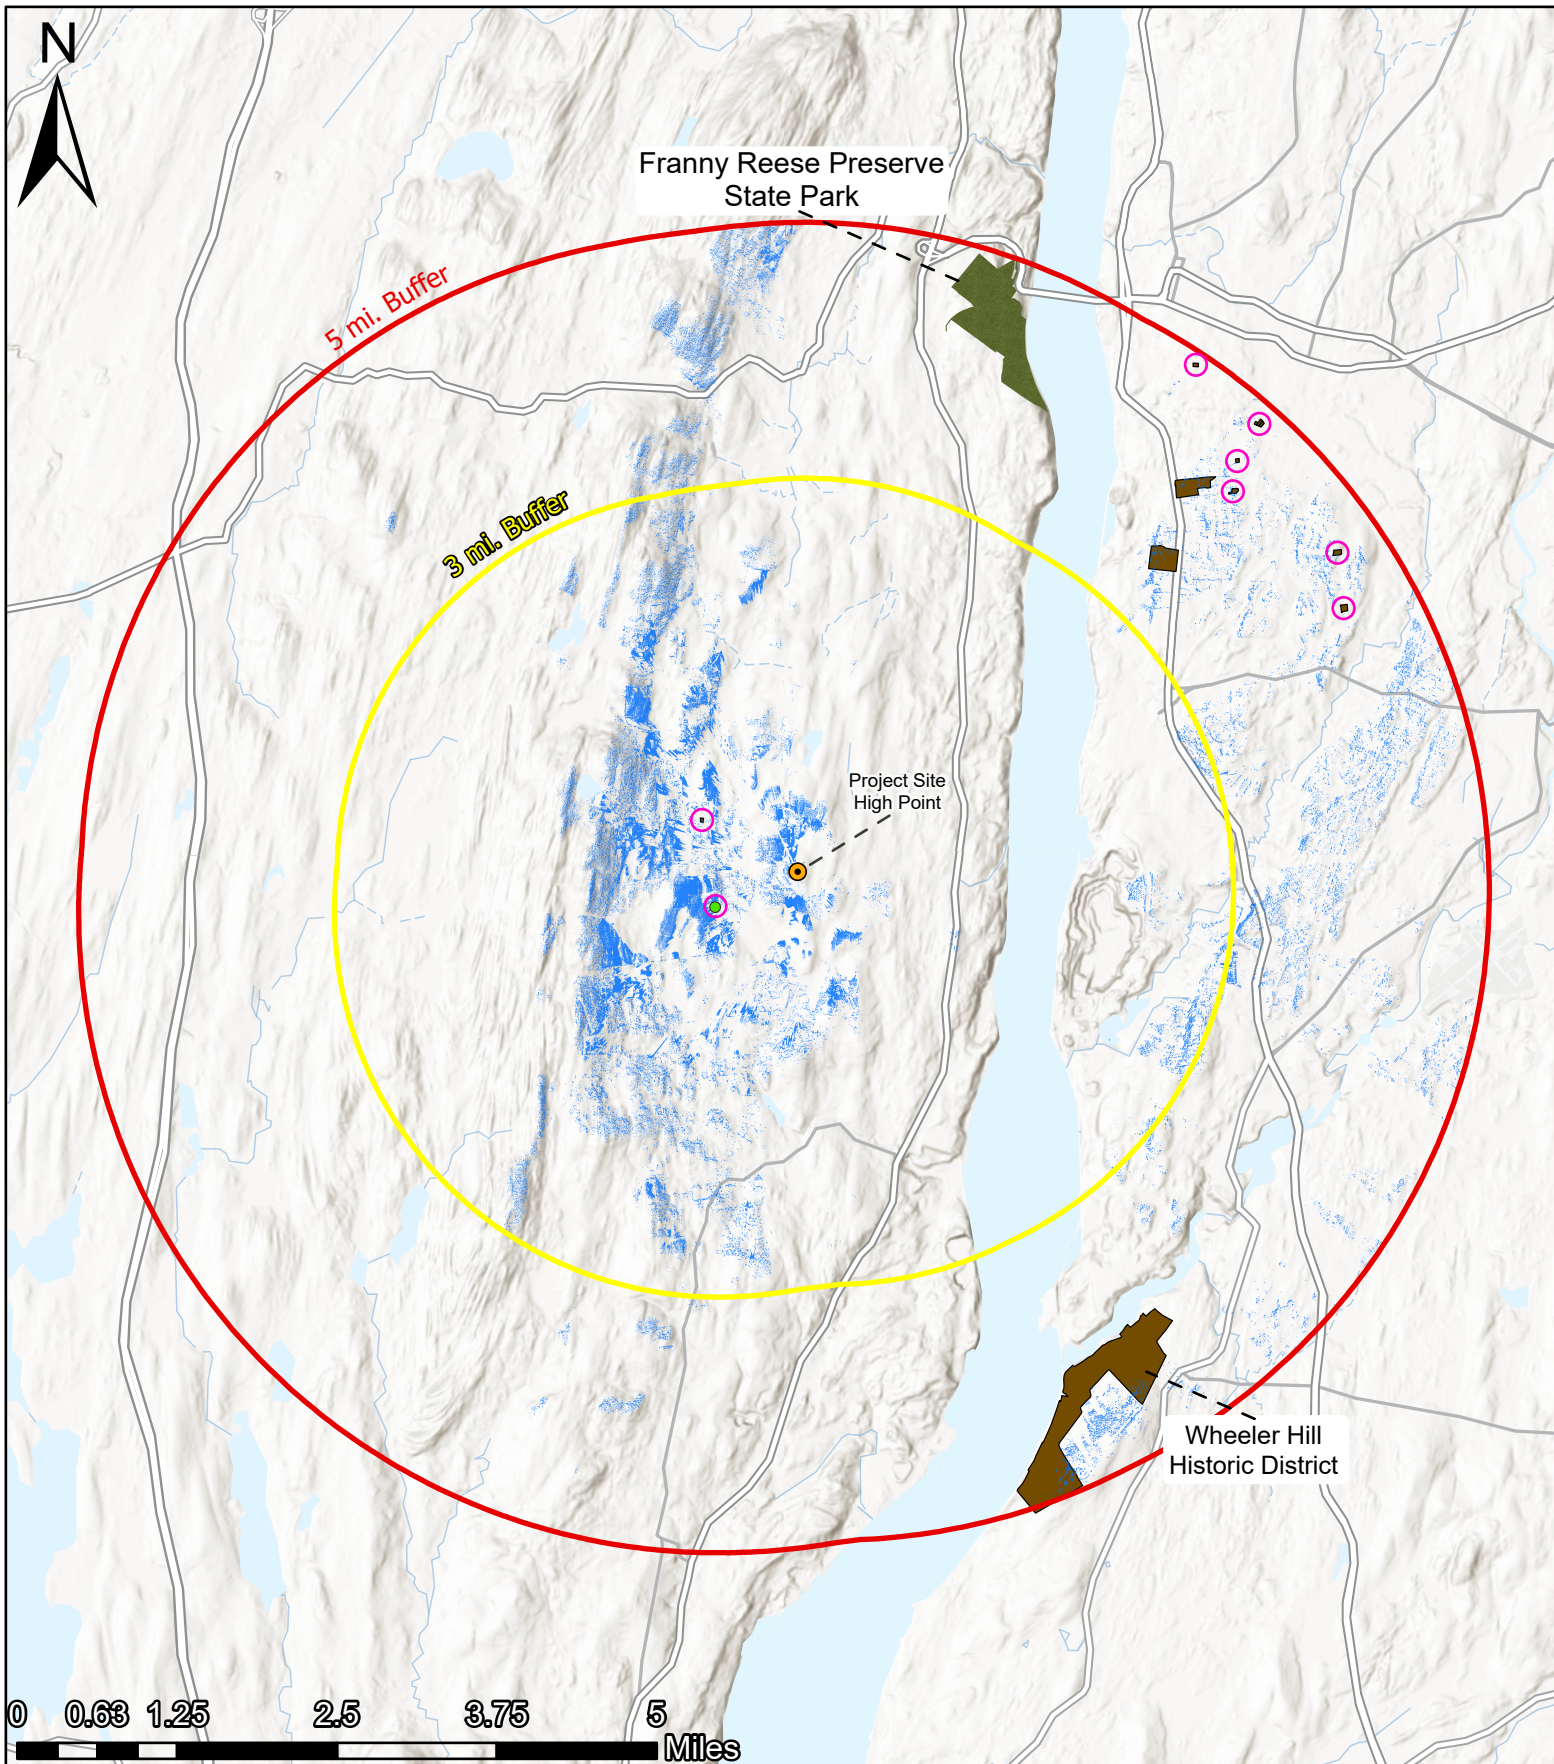 N
Franny Reese Preserve
State Park
5 mi. Buffer
3 mi. Buffer
Project Site
High Point
Wheeler Hill
Historic District
0 0.63 1.25 2.5 3.75 5
Miles